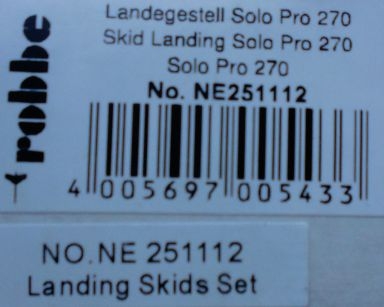 robbe
Landegestell Solo Pro 270
Skid Landing Solo Pro 270
Solo Pro 270
No. NE251112
4 005697 005433
NO.NE 251112
Landing Skids Set